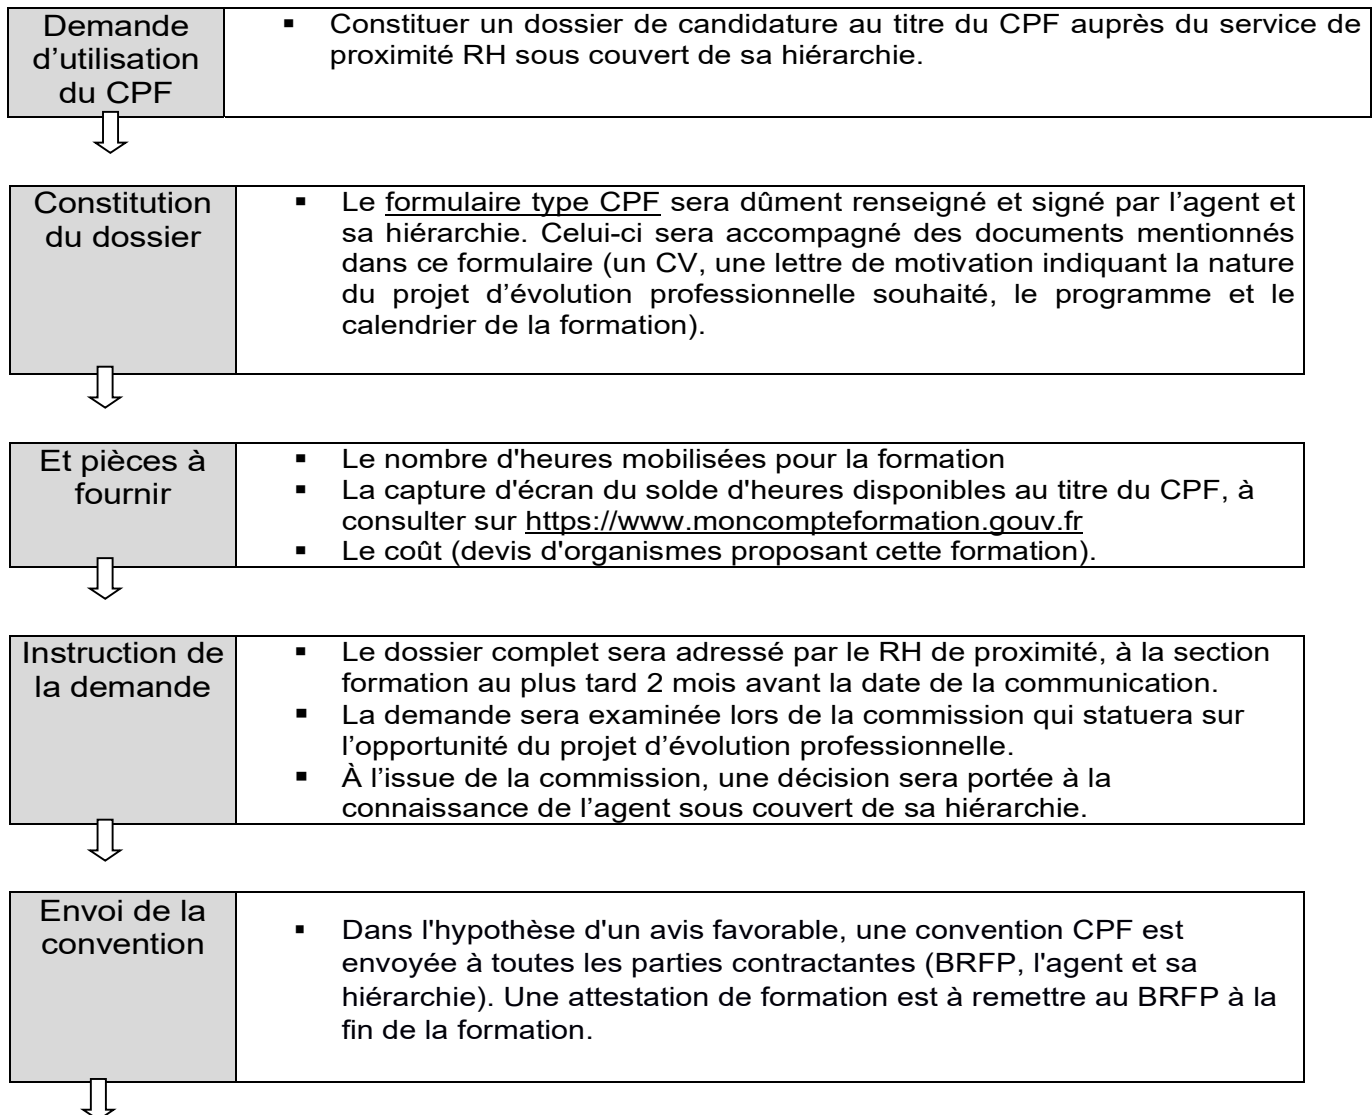 Demande
d’utilisation
du CPF
▪ Constituer un dossier de candidature au titre du CPF auprès du service de
proximité RH sous couvert de sa hiérarchie.
Constitution
du dossier
▪ Le formulaire type CPF sera dûment renseigné et signé par l’agent et
sa hiérarchie. Celui-ci sera accompagné des documents mentionnés
dans ce formulaire (un CV, une lettre de motivation indiquant la nature
du projet d’évolution professionnelle souhaité, le programme et le
calendrier de la formation).
Et pièces à
fournir
▪ Le nombre d'heures mobilisées pour la formation
▪ La capture d'écran du solde d'heures disponibles au titre du CPF, à
consulter sur https://www.moncompteformation.gouv.fr
▪ Le coût (devis d'organismes proposant cette formation).
Instruction de
la demande
▪ Le dossier complet sera adressé par le RH de proximité, à la section
formation au plus tard 2 mois avant la date de la communication.
▪ La demande sera examinée lors de la commission qui statuera sur
l’opportunité du projet d’évolution professionnelle.
▪ À l’issue de la commission, une décision sera portée à la
connaissance de l’agent sous couvert de sa hiérarchie.
Envoi de la
convention
▪ Dans l'hypothèse d'un avis favorable, une convention CPF est
envoyée à toutes les parties contractantes (BRFP, l'agent et sa
hiérarchie). Une attestation de formation est à remettre au BRFP à la
fin de la formation.